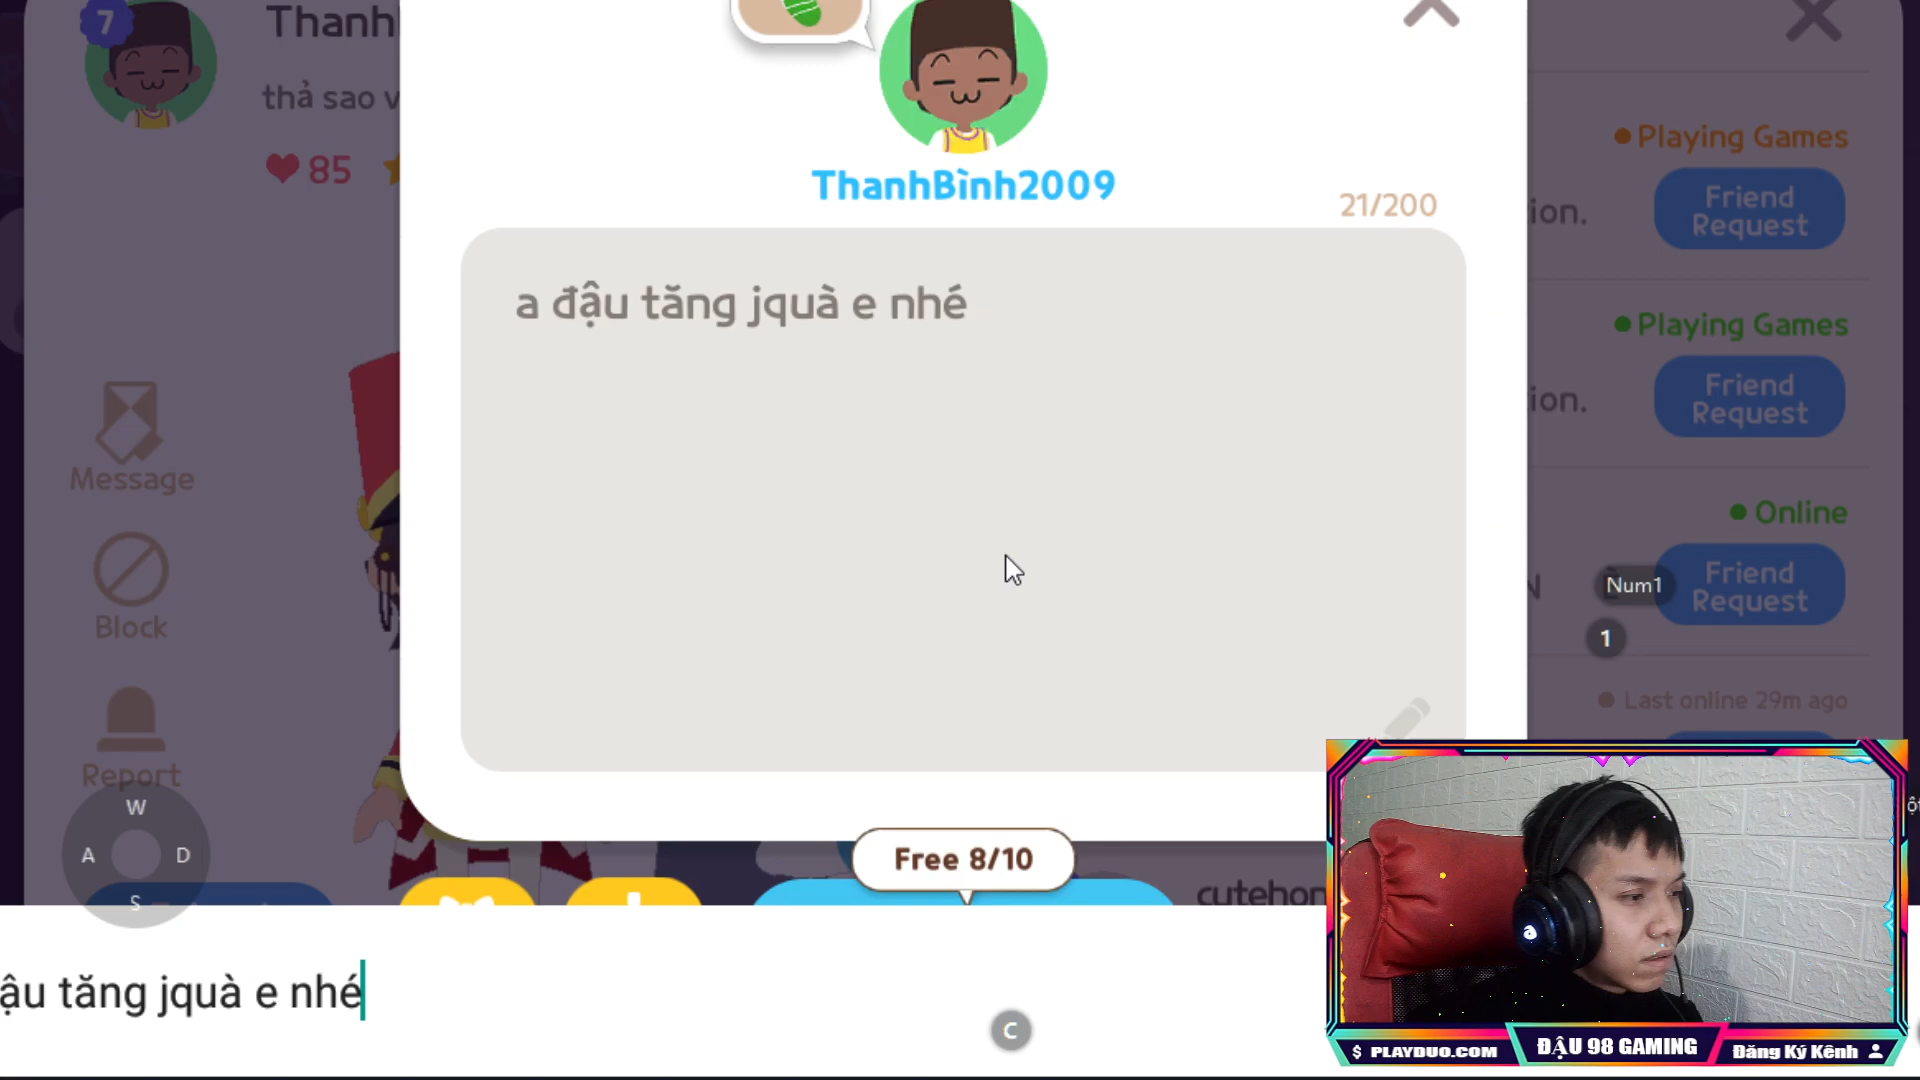 7
Thanh
thả sao v
85
Message
Block
Report
W
A
D
S
ThanhBình2009
21/200
a đậu tăng jquà e nhé
Free 8/10
Playing Games
ion.
Friend
Request
Playing Games
ion.
Friend
Request
Online
N
Num1
Friend
Request
1
Last online 29m ago
cutehon
ậu tăng jquà e nhé
C
$ PLAYDUO.COM
ĐẬU 98 GAMING
Đăng Ký Kênh